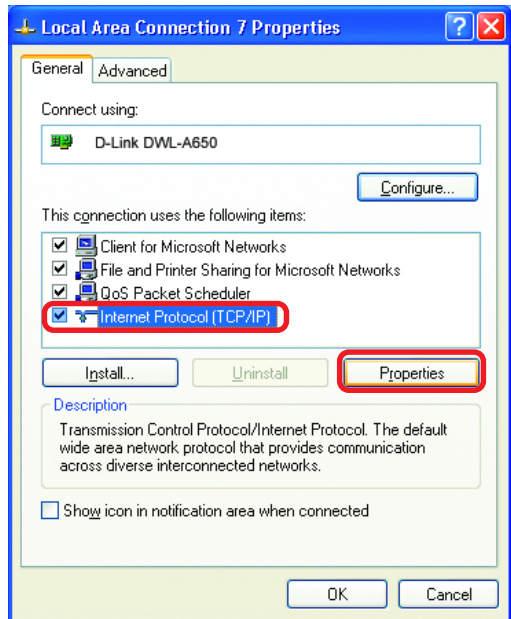 Local Area Connection 7 Properties
General Advanced
Connect using:
D-Link DWL-A650
Configure...
This connection uses the following items:
Client for Microsoft Networks
File and Printer Sharing for Microsoft Networks
QoS Packet Scheduler
Internet Protocol (TCP/IP)
Install... Uninstall Properties
Description
Transmission Control Protocol/Internet Protocol. The default
wide area network protocol that provides communication
across diverse interconnected networks.
Show icon in notification area when connected
OK Cancel